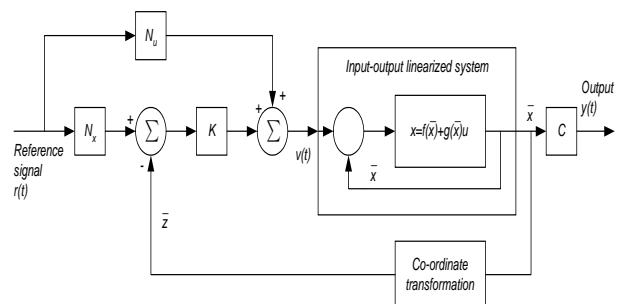 N_u
Input-output linearized system
Output
y(t)
N_x
+
-
Σ
K
+
+
Σ
v(t)
x=f(x̄)+g(x̄)u
x̄
x̄
C
Reference
signal
r(t)
z̄
Co-ordinate
transformation